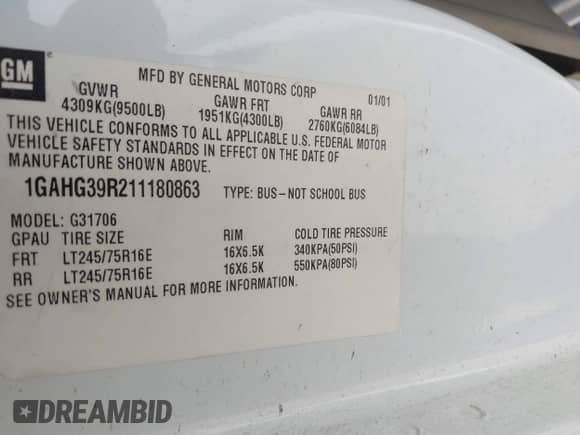 GM
MFD BY GENERAL MOTORS CORP 01/01
GVWR GAWR FRT GAWR RR
4309KG(9500LB) 1951KG(4300LB) 2760KG(6084LB)
THIS VEHICLE CONFORMS TO ALL APPLICABLE U.S. FEDERAL MOTOR
VEHICLE SAFETY STANDARDS IN EFFECT ON THE DATE OF
MANUFACTURE SHOWN ABOVE.
1GAHG39R211180863 TYPE: BUS-NOT SCHOOL BUS
MODEL: G31706
GPAU TIRE SIZE RIM COLD TIRE PRESSURE
FRT LT245/75R16E 16X6.5K 340KPA(50PSI)
RR LT245/75R16E 16X6.5K 550KPA(80PSI)
SEE OWNER'S MANUAL FOR MORE INFORMATION.
DREAMBID